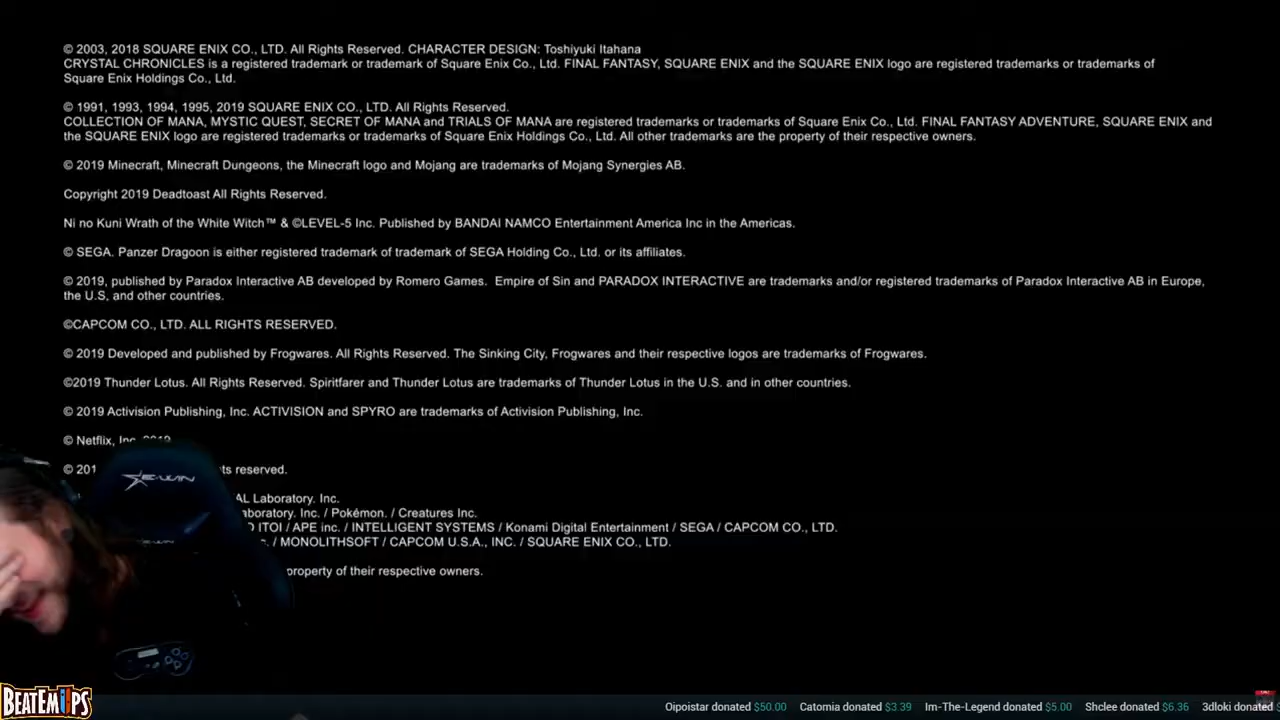 © 2003, 2018 SQUARE ENIX CO., LTD. All Rights Reserved. CHARACTER DESIGN: Toshiyuki Itahana
CRYSTAL CHRONICLES is a registered trademark or trademark of Square Enix Co., Ltd. FINAL FANTASY, SQUARE ENIX and the SQUARE ENIX logo are registered trademarks or trademarks of
Square Enix Holdings Co., Ltd.
© 1991, 1993, 1994, 1995, 2019 SQUARE ENIX CO., LTD. All Rights Reserved.
COLLECTION OF MANA, MYSTIC QUEST, SECRET OF MANA and TRIALS OF MANA are registered trademarks or trademarks of Square Enix Co., Ltd. FINAL FANTASY ADVENTURE, SQUARE ENIX and
the SQUARE ENIX logo are registered trademarks or trademarks of Square Enix Holdings Co., Ltd. All other trademarks are the property of their respective owners.
© 2019 Minecraft, Minecraft Dungeons, the Minecraft logo and Mojang are trademarks of Mojang Synergies AB.
Copyright 2019 Deadtoast All Rights Reserved.
Ni no Kuni Wrath of the White Witch™ & ©LEVEL-5 Inc. Published by BANDAI NAMCO Entertainment America Inc in the Americas.
© SEGA. Panzer Dragoon is either registered trademark of trademark of SEGA Holding Co., Ltd. or its affiliates.
© 2019, published by Paradox Interactive AB developed by Romero Games. Empire of Sin and PARADOX INTERACTIVE are trademarks and/or registered trademarks of Paradox Interactive AB in Europe,
the U.S, and other countries.
©CAPCOM CO., LTD. ALL RIGHTS RESERVED.
© 2019 Developed and published by Frogwares. All Rights Reserved. The Sinking City, Frogwares and their respective logos are trademarks of Frogwares.
©2019 Thunder Lotus. All Rights Reserved. Spiritfarer and Thunder Lotus are trademarks of Thunder Lotus in the U.S. and in other countries.
© 2019 Activision Publishing, Inc. ACTIVISION and SPYRO are trademarks of Activision Publishing, Inc.
© Netflix, Inc. 2019
© 201 ts reserved.
AL Laboratory. Inc.
aboratory. Inc. / Pokémon. / Creatures Inc.
ITOI / APE inc. / INTELLIGENT SYSTEMS / Konami Digital Entertainment / SEGA / CAPCOM CO., LTD.
/ MONOLITHSOFT / CAPCOM U.S.A., INC. / SQUARE ENIX CO., LTD.
property of their respective owners.
E-WIN
BEATEMUPS
Oipoistar donated $50.00 Catomia donated $3.39 Im-The-Legend donated $5.00 Shclee donated $6.36 3dloki donated